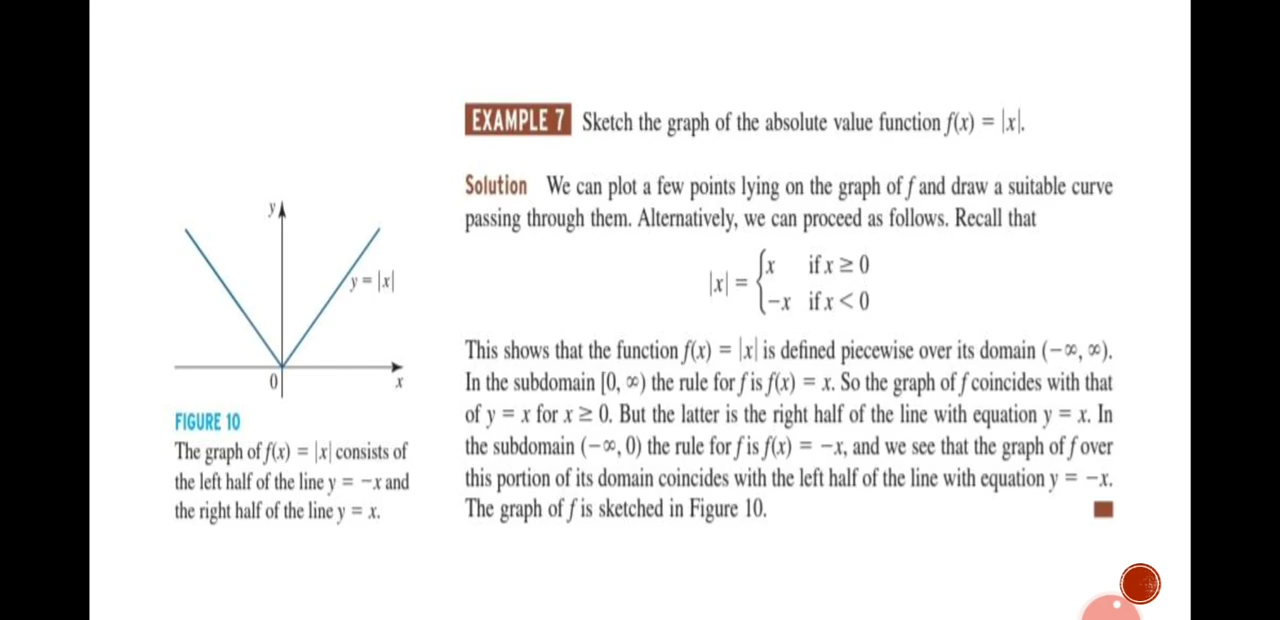 EXAMPLE 7 Sketch the graph of the absolute value function f(x) = |x|.
Solution We can plot a few points lying on the graph of f and draw a suitable curve
passing through them. Alternatively, we can proceed as follows. Recall that
|x| = { x if x ≥ 0
−x if x < 0
This shows that the function f(x) = |x| is defined piecewise over its domain (−∞, ∞).
In the subdomain [0, ∞) the rule for f is f(x) = x. So the graph of f coincides with that
of y = x for x ≥ 0. But the latter is the right half of the line with equation y = x. In
the subdomain (−∞, 0) the rule for f is f(x) = −x, and we see that the graph of f over
this portion of its domain coincides with the left half of the line with equation y = −x.
The graph of f is sketched in Figure 10.
y
y = |x|
0
x
FIGURE 10
The graph of f(x) = |x| consists of
the left half of the line y = −x and
the right half of the line y = x.